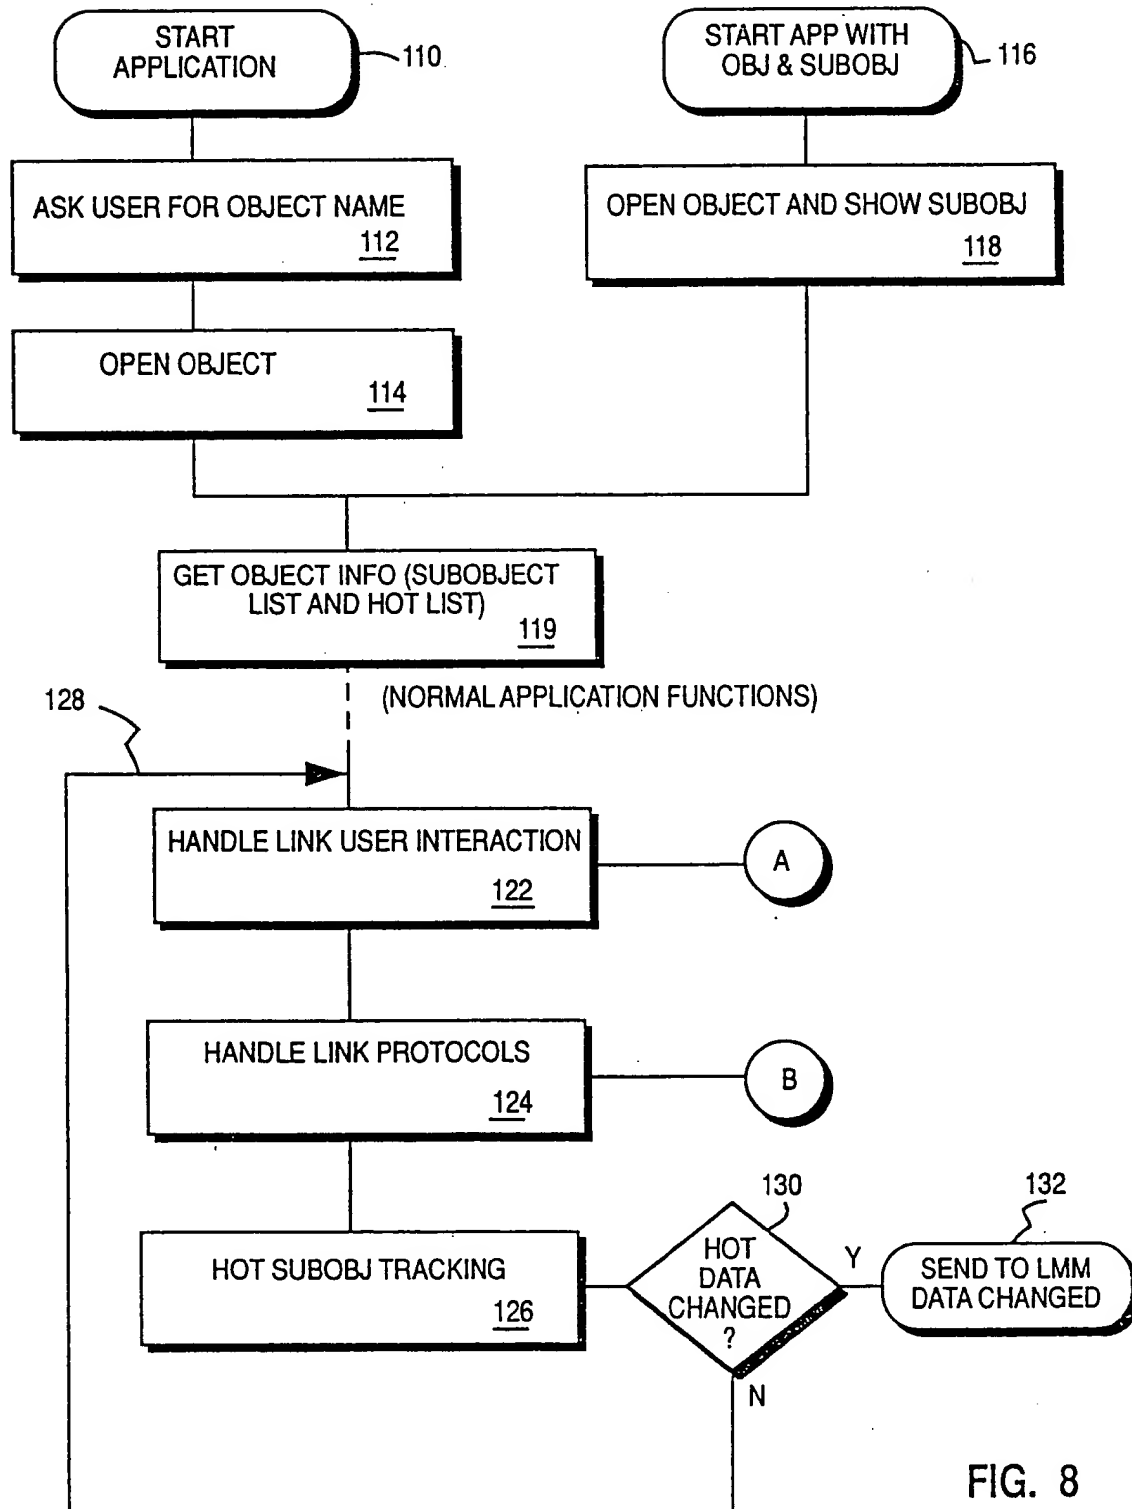 START
APPLICATION
110
START APP WITH
OBJ & SUBOBJ
116
ASK USER FOR OBJECT NAME
112
OPEN OBJECT AND SHOW SUBOBJ
118
OPEN OBJECT
114
GET OBJECT INFO (SUBOBJECT
LIST AND HOT LIST)
119
(NORMAL APPLICATION FUNCTIONS)
128
HANDLE LINK USER INTERACTION
122
A
HANDLE LINK PROTOCOLS
124
B
HOT SUBOBJ TRACKING
126
130
HOT
DATA
CHANGED
?
Y
N
132
SEND TO LMM
DATA CHANGED
FIG. 8